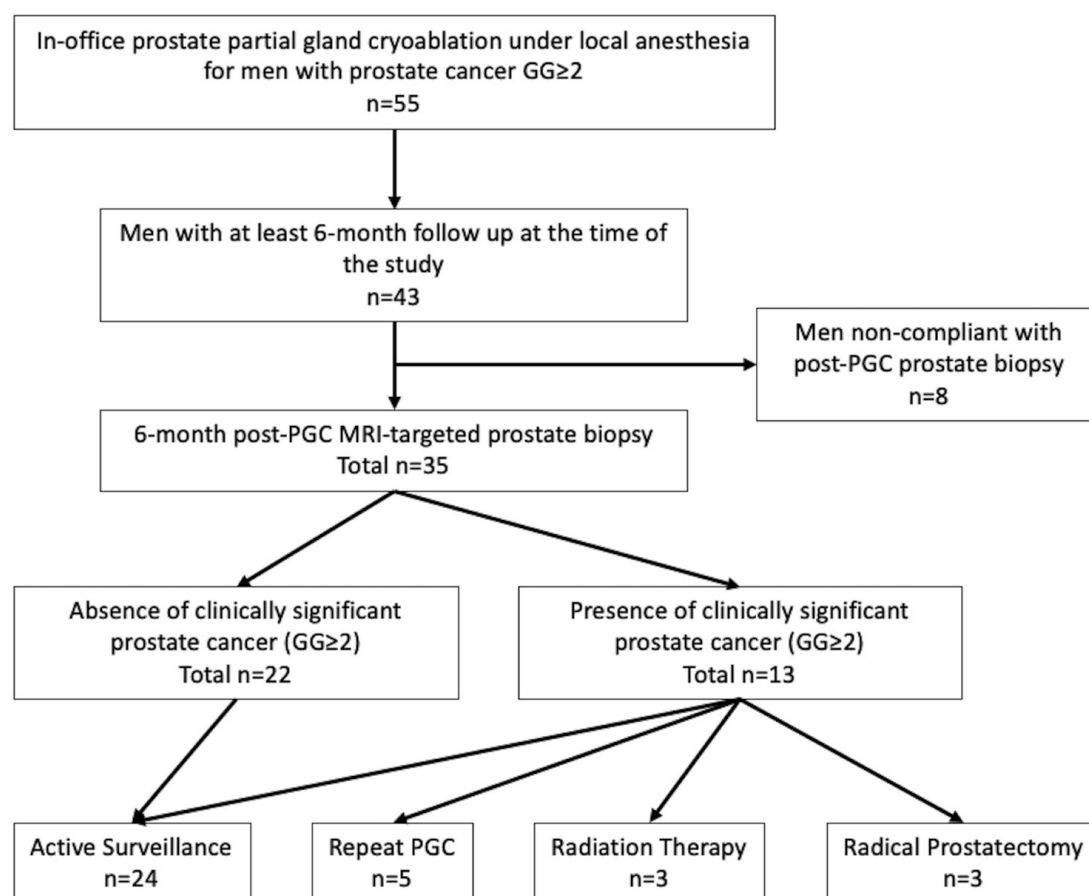 In-office prostate partial gland cryoablation under local anesthesia
for men with prostate cancer GG≥2
n=55
Men with at least 6-month follow up at the time of
the study
n=43
Men non-compliant with
post-PGC prostate biopsy
n=8
6-month post-PGC MRI-targeted prostate biopsy
Total n=35
Absence of clinically significant
prostate cancer (GG≥2)
Total n=22
Presence of clinically significant
prostate cancer (GG≥2)
Total n=13
Active Surveillance
n=24
Repeat PGC
n=5
Radiation Therapy
n=3
Radical Prostatectomy
n=3